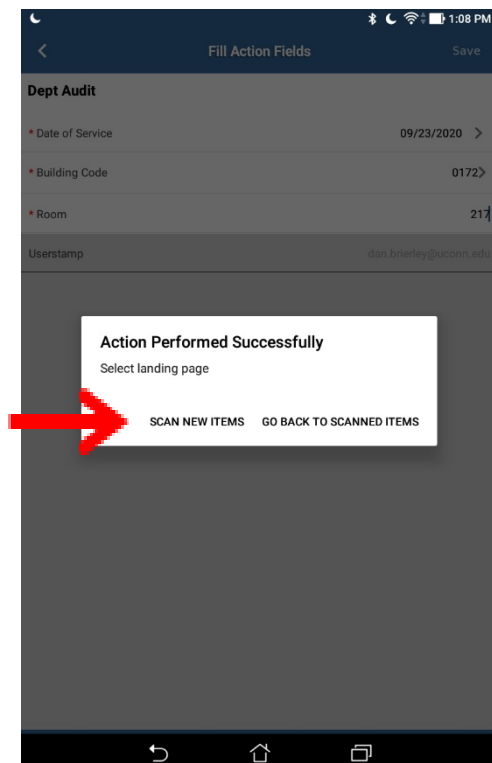 1:08 PM
Fill Action Fields Save
Dept Audit
* Date of Service 09/23/2020
* Building Code 0172
* Room 217
Userstamp dan.brierley@uconn.edu
Action Performed Successfully
Select landing page
SCAN NEW ITEMS GO BACK TO SCANNED ITEMS